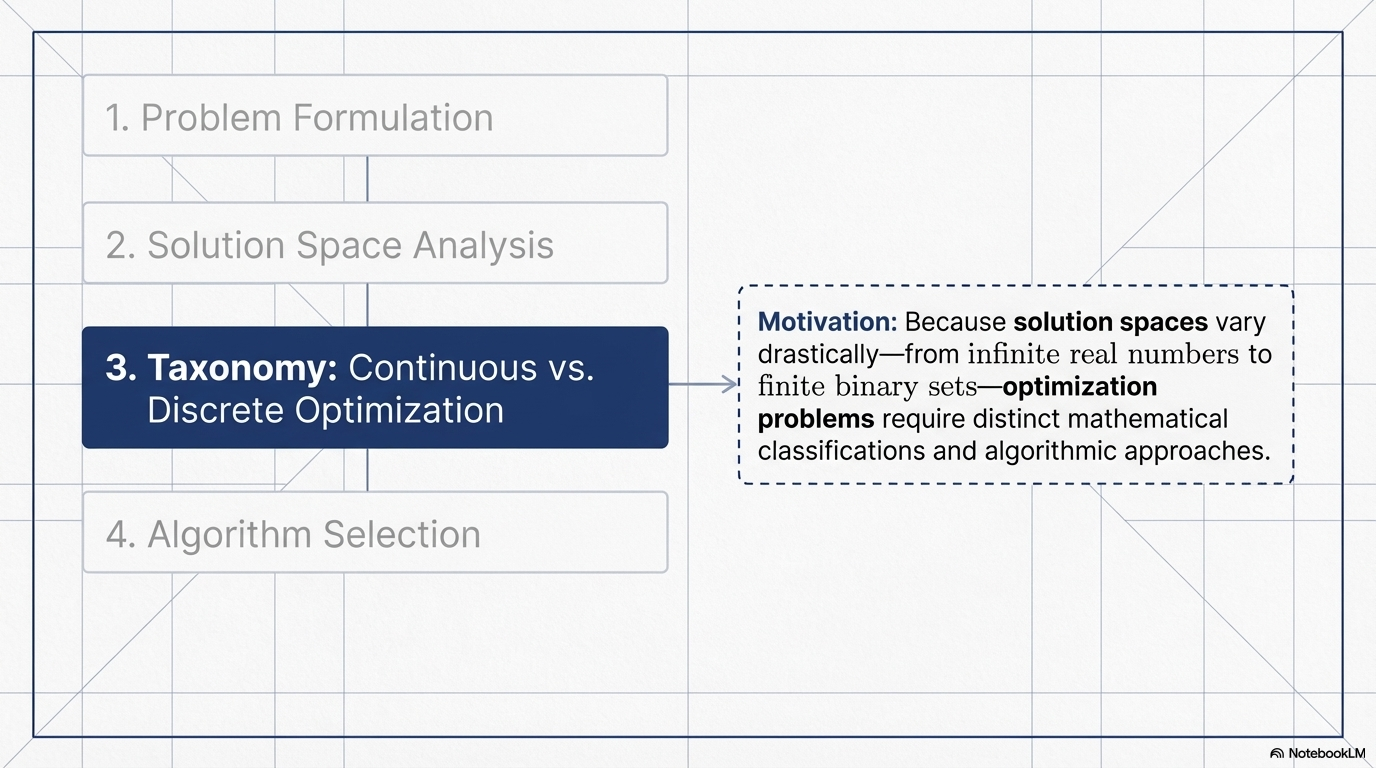 1. Problem Formulation
2. Solution Space Analysis
3. Taxonomy: Continuous vs.
Discrete Optimization
4. Algorithm Selection
Motivation: Because solution spaces vary
drastically—from infinite real numbers to
finite binary sets—optimization
problems require distinct mathematical
classifications and algorithmic approaches.
NotebookLM